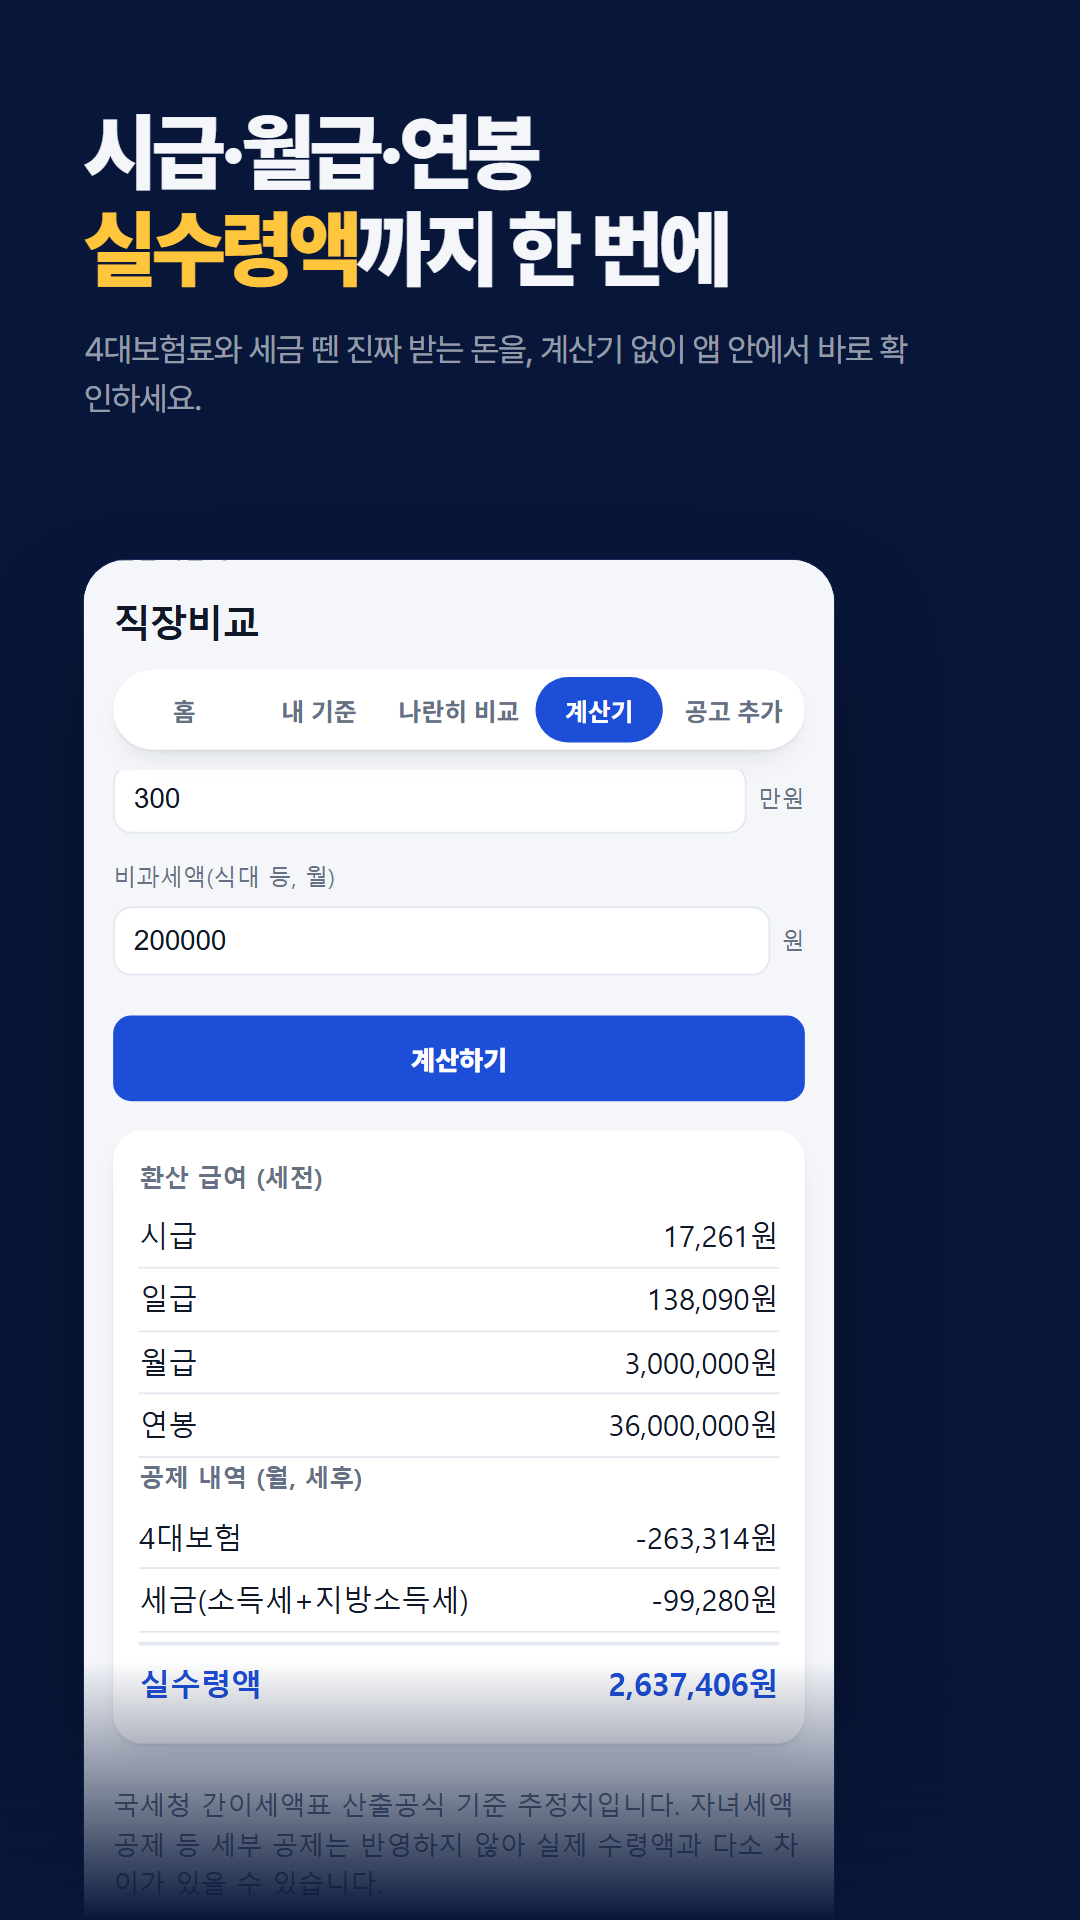 시급·월급·연봉
실수령액까지 한 번에
4대보험료와 세금 뗀 진짜 받는 돈을, 계산기 없이 앱 안에서 바로 확
인하세요.
직장비교
홈 내 기준 나란히 비교 계산기 공고 추가
300 만원
비과세액(식대 등, 월)
200000 원
계산하기
환산 급여 (세전)
시급 17,261원
일급 138,090원
월급 3,000,000원
연봉 36,000,000원
공제 내역 (월, 세후)
4대보험 -263,314원
세금(소득세+지방소득세) -99,280원
실수령액 2,637,406원
국세청 간이세액표 산출공식 기준 추정치입니다. 자녀세액
공제 등 세부 공제는 반영하지 않아 실제 수령액과 다소 차
이가 있을 수 있습니다.